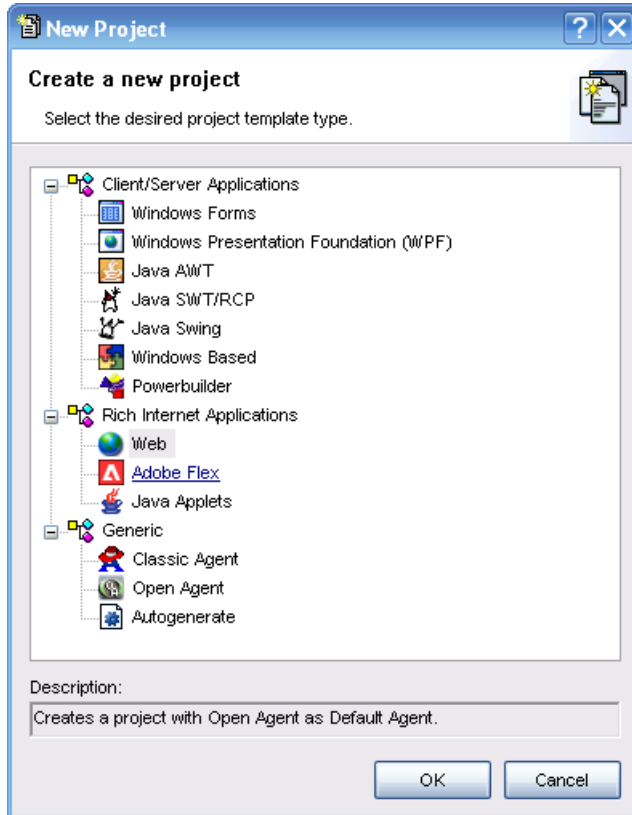 New Project
Create a new project
Select the desired project template type.
Client/Server Applications
Windows Forms
Windows Presentation Foundation (WPF)
Java AWT
Java SWT/RCP
Java Swing
Windows Based
Powerbuilder
Rich Internet Applications
Web
Adobe Flex
Java Applets
Generic
Classic Agent
Open Agent
Autogenerate
Description:
Creates a project with Open Agent as Default Agent.
OK Cancel